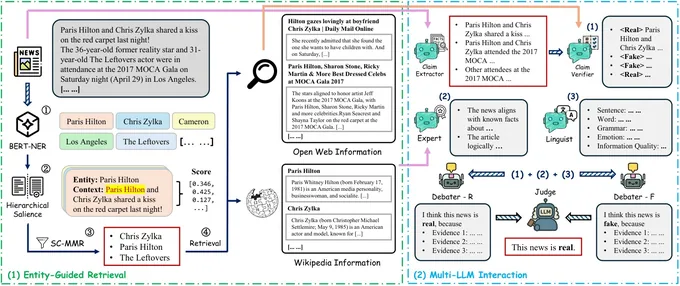 NEWS
Paris Hilton and Chris Zylka shared a kiss
on the red carpet last night!
The 36-year-old former reality star and 31-
year-old The Leftovers actor were in
attendance at the 2017 MOCA Gala on
Saturday night (April 29) in Los Angeles.
[... ...]
①
BERT-NER
Paris Hilton
Chris Zylka
Cameron
Los Angeles
The Leftovers
[... ...]
②
Hierarchical
Salience
Entity: Paris Hilton
Context: Paris Hilton and
Chris Zylka shared a kiss
on the red carpet last night!
Score
[0.346,
0.425,
0.127,
...]
③
SC-MMR
• Chris Zylka
• Paris Hilton
• The Leftovers
④
Retrieval
(1) Entity-Guided Retrieval
Hilton gazes lovingly at boyfriend
Chris Zylka | Daily Mail Online
She recently admitted that she found the
one she wants to have children with. And
on Saturday, [...]
Paris Hilton, Sharon Stone, Ricky
Martin & More Best Dressed Celebs
at MOCA Gala 2017
The stars aligned to honor artist Jeff
Koons at the 2017 MOCA Gala, with
Paris Hilton, Sharon Stone, Ricky Martin
and more celebrities.Ryan Seacrest and
Shayna Taylor on the red carpet at the
2017 MOCA Gala. [...]
[... ...]
Open Web Information
Paris Hilton
Paris Whitney Hilton (born February 17,
1981) is an American media personality,
businesswoman, and socialite. [...]
Chris Zylka
Chris Zylka (born Christopher Michael
Settlemire; May 9, 1985) is an American
actor and model, known for [...]
[... ...]
Wikipedia Information
Claim
Extractor
• Paris Hilton and Chris
Zylka shared a kiss ...
• Paris Hilton and Chris
Zylka attended the 2017
MOCA ...
• Other attendees at the
2017 MOCA ...
(1)
Claim
Verifier
• <Real> Paris
Hilton and
Chris Zylka ...
• <Fake> ...
• <Fake> ...
• <Real> ...
(2)
Expert
• The news aligns
with known facts
about ... ...
• The article
logically ... ...
(3)
Linguist
• Sentence: ... ...
• Word: ... ...
• Grammar: ... ...
• Emotion: ... ...
• Information Quality: ... ...
Debater - R
(1) + (2) + (3)
Debater - F
Judge
LLM
I think this news is
real, because
• Evidence 1: ... ...
• Evidence 2: ... ...
• Evidence 3: ... ...
This news is real.
I think this news is
fake, because
• Evidence 1: ... ...
• Evidence 2: ... ...
• Evidence 3: ... ...
(2) Multi-LLM Interaction